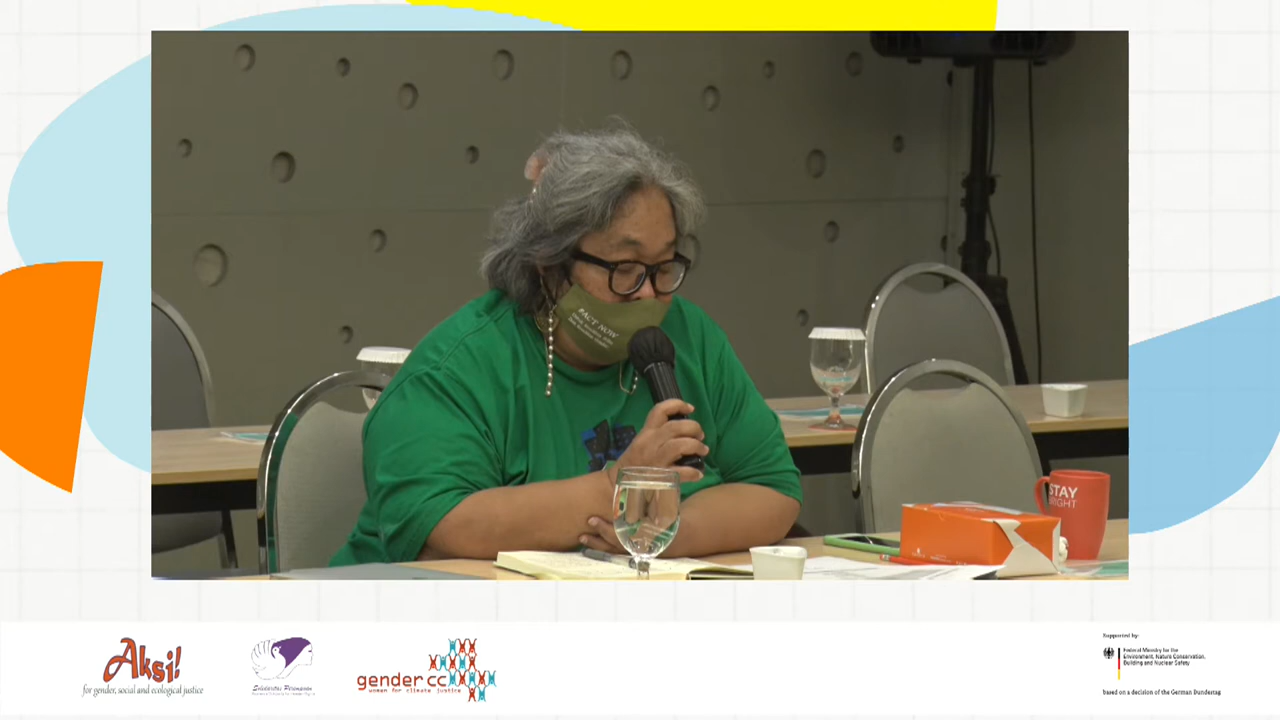 #ACT NOW
STAY
BRIGHT
Aksi!
for gender, social and ecological justice
Solidaritas Perempuan
gender cc
women for climate justice
Supported by:
Federal Ministry for the
Environment, Nature Conservation,
Building and Nuclear Safety
based on a decision of the German Bundestag